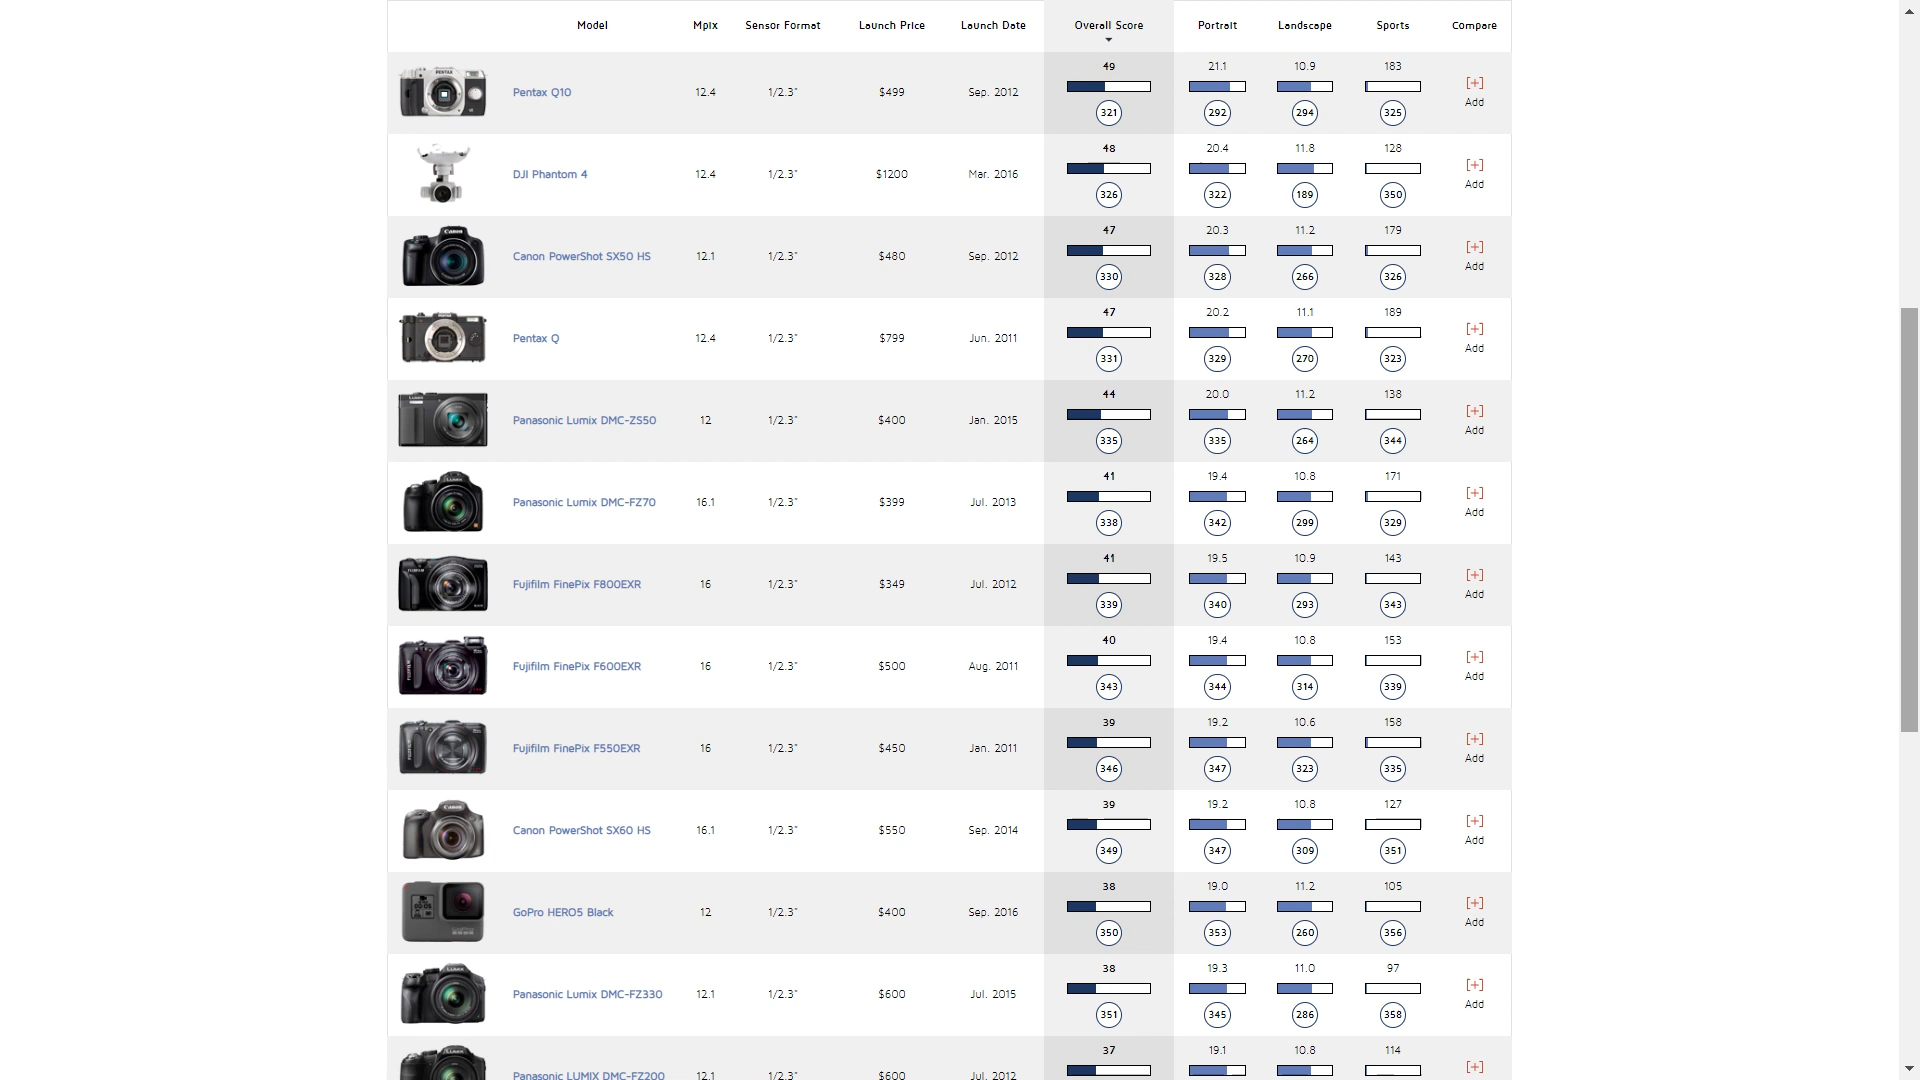 Model Mpix Sensor Format Launch Price Launch Date Overall Score Portrait Landscape Sports Compare
49 21.1 10.9 183
Pentax Q10 12.4 1/2.3" $499 Sep. 2012 [+]
Add
321 292 294 325
48 20.4 11.8 128
DJI Phantom 4 12.4 1/2.3" $1200 Mar. 2016 [+]
Add
326 322 189 350
47 20.3 11.2 179
Canon PowerShot SX50 HS 12.1 1/2.3" $480 Sep. 2012 [+]
Add
330 328 266 326
47 20.2 11.1 189
Pentax Q 12.4 1/2.3" $799 Jun. 2011 [+]
Add
331 329 270 323
44 20.0 11.2 138
Panasonic Lumix DMC-ZS50 12 1/2.3" $400 Jan. 2015 [+]
Add
335 335 264 344
41 19.4 10.8 171
Panasonic Lumix DMC-FZ70 16.1 1/2.3" $399 Jul. 2013 [+]
Add
338 342 299 329
41 19.5 10.9 143
Fujifilm FinePix F800EXR 16 1/2.3" $349 Jul. 2012 [+]
Add
339 340 293 343
40 19.4 10.8 153
Fujifilm FinePix F600EXR 16 1/2.3" $500 Aug. 2011 [+]
Add
343 344 314 339
39 19.2 10.6 158
Fujifilm FinePix F550EXR 16 1/2.3" $450 Jan. 2011 [+]
Add
346 347 323 335
39 19.2 10.8 127
Canon PowerShot SX60 HS 16.1 1/2.3" $550 Sep. 2014 [+]
Add
349 347 309 351
38 19.0 11.2 105
GoPro HERO5 Black 12 1/2.3" $400 Sep. 2016 [+]
Add
350 353 260 356
38 19.3 11.0 97
Panasonic Lumix DMC-FZ330 12.1 1/2.3" $600 Jul. 2015 [+]
Add
351 345 286 358
37 19.1 10.8 114
Panasonic LUMIX DMC-FZ200 12.1 1/2.3" $600 Jul. 2012 [+]